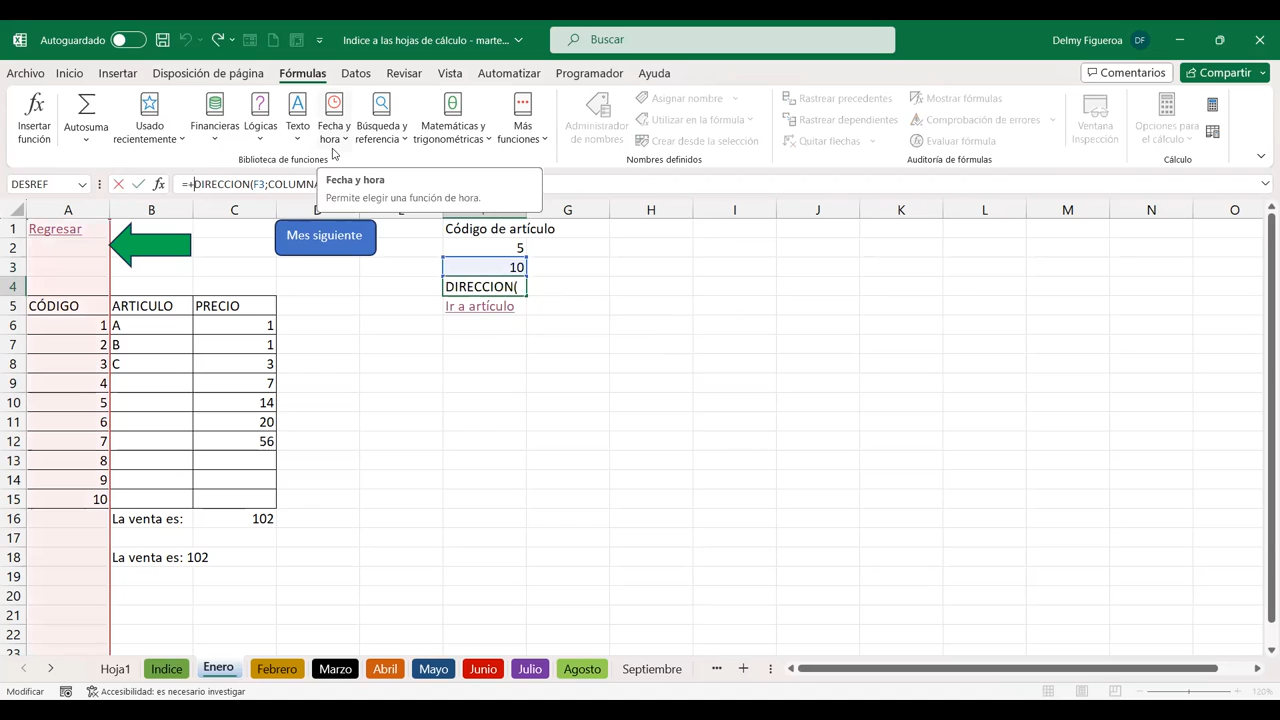 Autoguardado
Indice a las hojas de cálculo - marte...
Buscar
Delmy Figueroa DF
Archivo Inicio Insertar Disposición de página Fórmulas Datos Revisar Vista Automatizar Programador Ayuda
Comentarios Compartir
Insertar función
Autosuma
Usado recientemente
Financieras
Lógicas
Texto
Fecha y hora
Búsqueda y referencia
Matemáticas y trigonométricas
Más funciones
Biblioteca de funciones
Administrador de nombres
Asignar nombre
Utilizar en la fórmula
Crear desde la selección
Nombres definidos
Rastrear precedentes
Rastrear dependientes
Quitar flechas
Mostrar fórmulas
Comprobación de errores
Evaluar fórmula
Auditoría de fórmulas
Ventana Inspección
Opciones para el cálculo
Cálculo
DESREF fx =+DIRECCION(F3;COLUMNA
Fecha y hora
Permite elegir una función de hora.
A B C D G H I J K L M N O
1 Regresar Mes siguiente Código de artículo
2 5
3 10
4 DIRECCION(
5 CÓDIGO ARTICULO PRECIO Ir a artículo
6 1 A 1
7 2 B 1
8 3 C 3
9 4 7
10 5 14
11 6 20
12 7 56
13 8
14 9
15 10
16 La venta es: 102
17
18 La venta es: 102
19
20
21
22
23
Hoja1 Indice Enero Febrero Marzo Abril Mayo Junio Julio Agosto Septiembre ...
Modificar Accesibilidad: es necesario investigar 120%